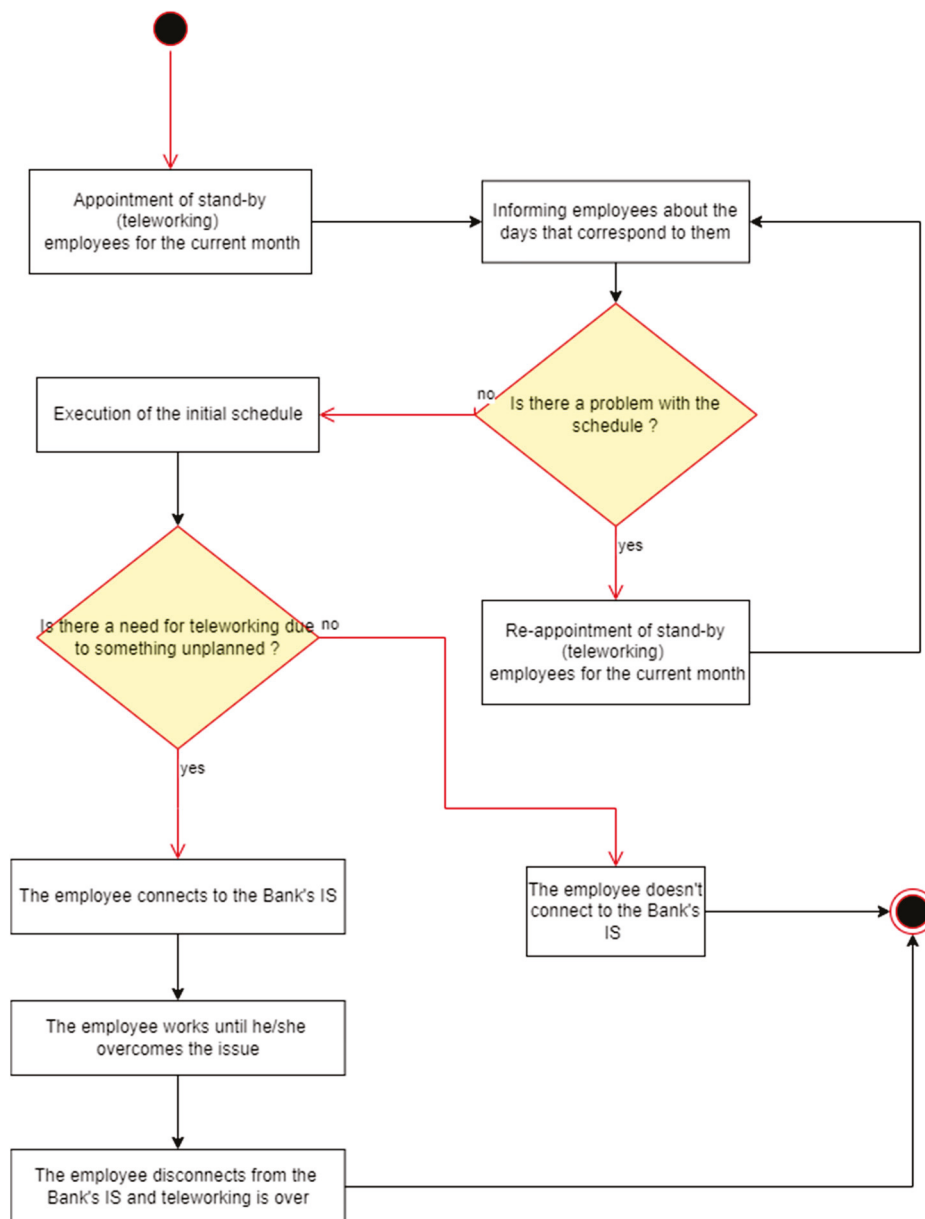 Appointment of stand-by
(teleworking)
employees for the current month
Informing employees about the
days that correspond to them
Is there a problem with the
schedule ?
no
Execution of the initial schedule
yes
Re-appointment of stand-by
(teleworking)
employees for the current month
Is there a need for teleworking due
to something unplanned ?
no
yes
The employee connects to the Bank's IS
The employee doesn't
connect to the Bank's
IS
The employee works until he/she
overcomes the issue
The employee disconnects from the
Bank's IS and teleworking is over